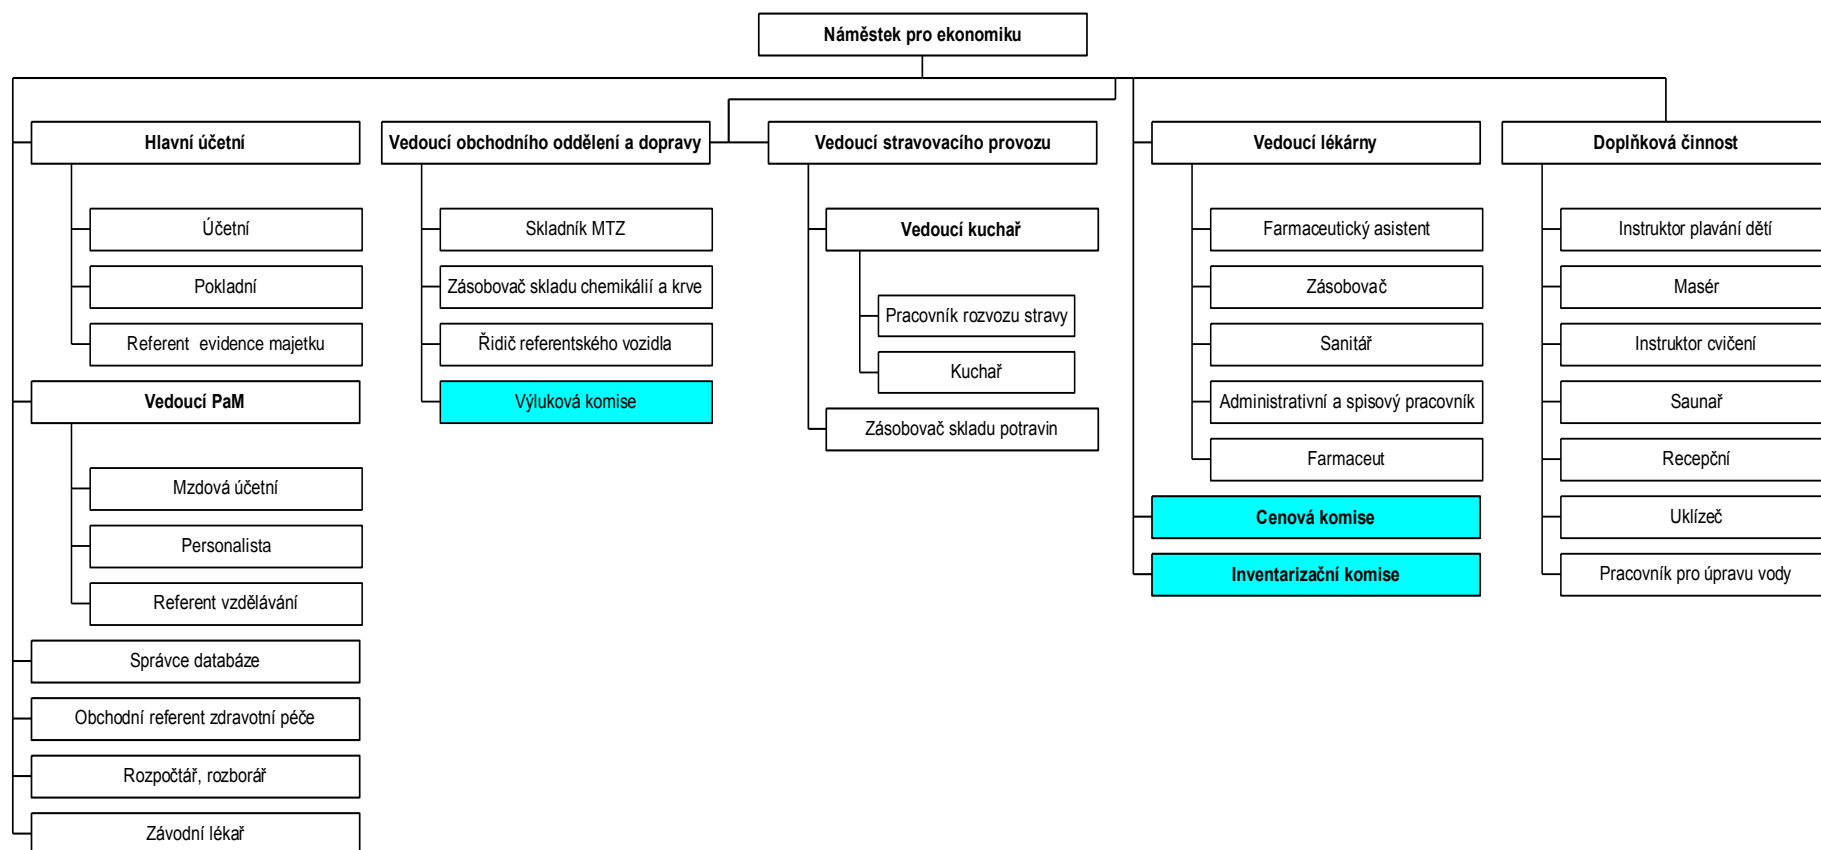 Náměstek pro ekonomiku
Hlavní účetní
Účetní
Pokladní
Referent  evidence majetku
Vedoucí PaM
Mzdová účetní
Personalista
Referent vzdělávání
Správce databáze
Obchodní referent zdravotní péče
Rozpočtář, rozborář
Závodní lékař
Vedoucí obchodního oddělení a dopravy
Skladník MTZ
Zásobovač skladu chemikálií a krve
Řidič referentského vozidla
Výluková komise
Vedoucí stravovacího provozu
Vedoucí kuchař
Pracovník rozvozu stravy
Kuchař
Zásobovač skladu potravin
Vedoucí lékárny
Farmaceutický asistent
Zásobovač
Sanitář
Administrativní a spisový pracovník
Farmaceut
Cenová komise
Inventarizační komise
Doplňková činnost
Instruktor plavání dětí
Masér
Instruktor cvičení
Saunař
Recepční
Uklízeč
Pracovník pro úpravu vody